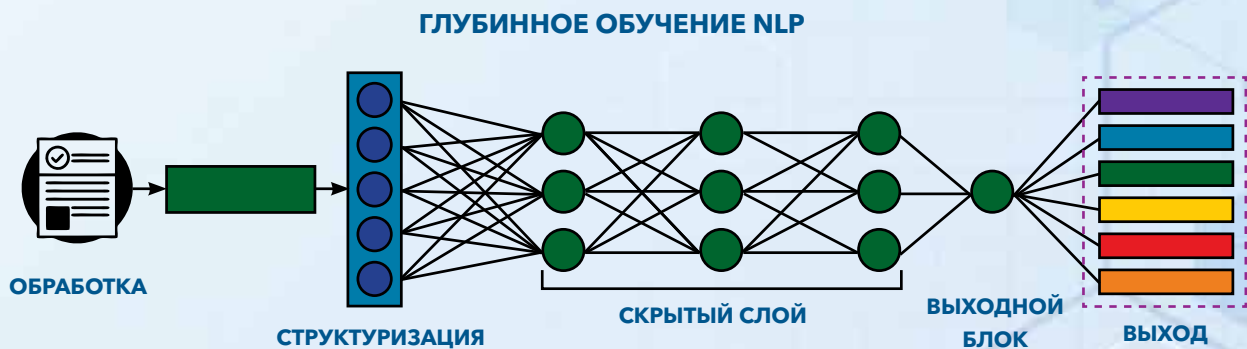 ГЛУБИННОЕ ОБУЧЕНИЕ NLP
ОБРАБОТКА
СТРУКТУРИЗАЦИЯ
СКРЫТЫЙ СЛОЙ
ВЫХОДНОЙ
БЛОК
ВЫХОД